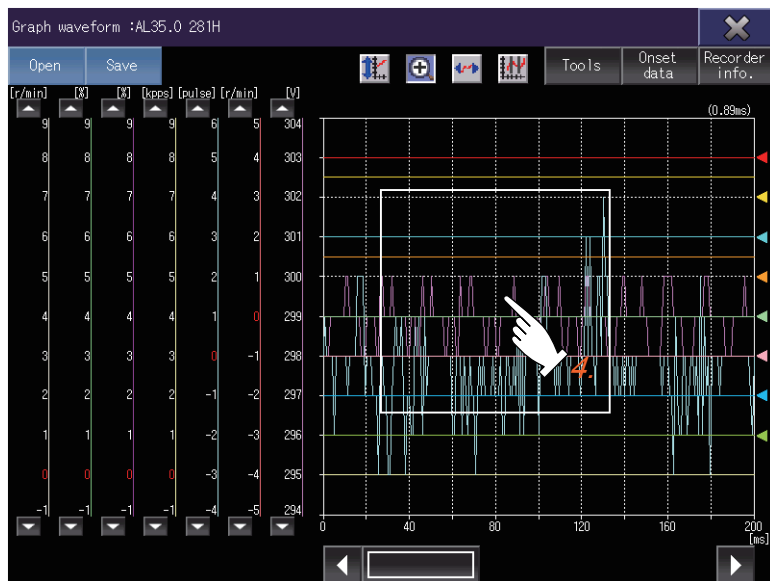 Graph waveform :AL35.0 281H
Open Save Tools Onset data Recorder info.
[r/min] [%] [%] [kpps] [pulse] [r/min] [V]
(0.89ms)
9 9 9 9 6 5 304
8 8 8 8 5 4 303
7 7 7 7 4 3 302
6 6 6 6 3 2 301
5 5 5 5 2 1 300
4 4 4 4 1 0 299
3 3 3 3 0 -1 298
4.
2 2 2 2 -1 -2 297
1 1 1 1 -2 -3 296
0 0 0 0 -3 -4 295
-1 -1 -1 -1 -4 -5 294
0 40 80 120 160 200
[ms]